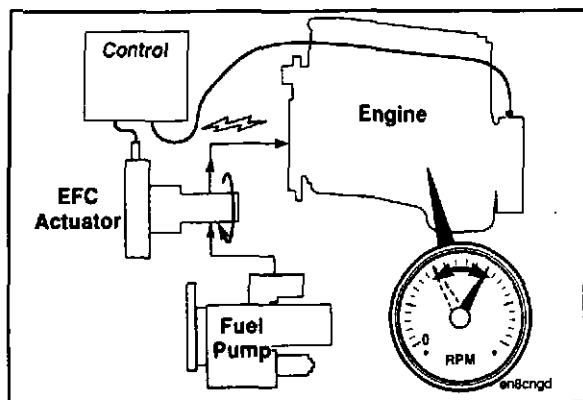 Control
Engine
EFC
Actuator
Fuel
Pump
0
RPM
en8cngd